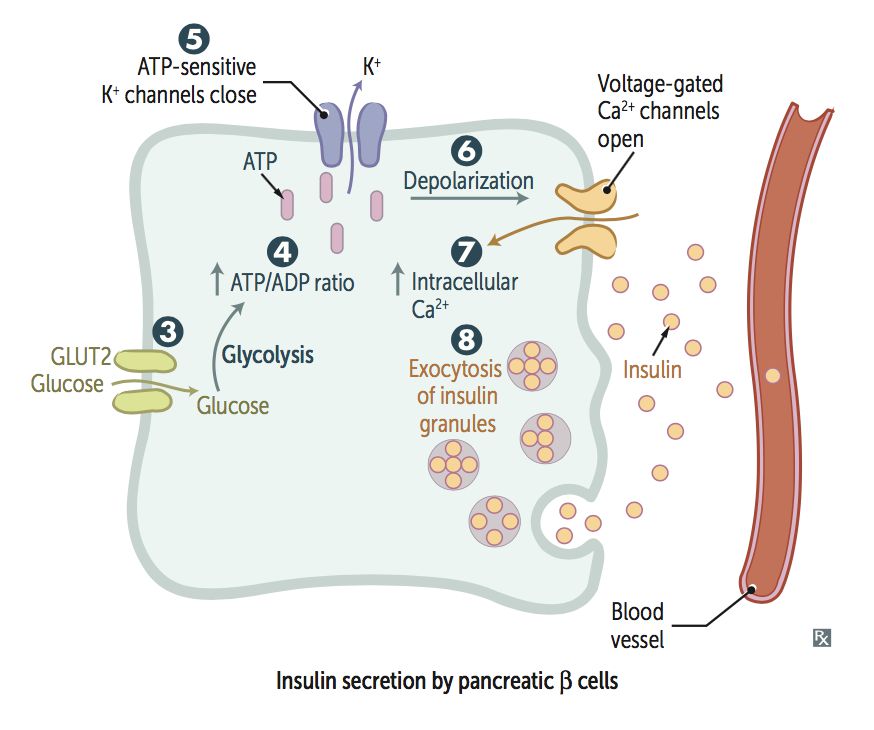 5
ATP-sensitive
K⁺ channels close
K⁺
Voltage-gated
Ca²⁺ channels
open
ATP
6
Depolarization
4
↑ ATP/ADP ratio
7
↑ Intracellular
Ca²⁺
3
GLUT2
Glucose
Glycolysis
Glucose
8
Exocytosis
of insulin
granules
Insulin
Blood
vessel
Rx
Insulin secretion by pancreatic β cells